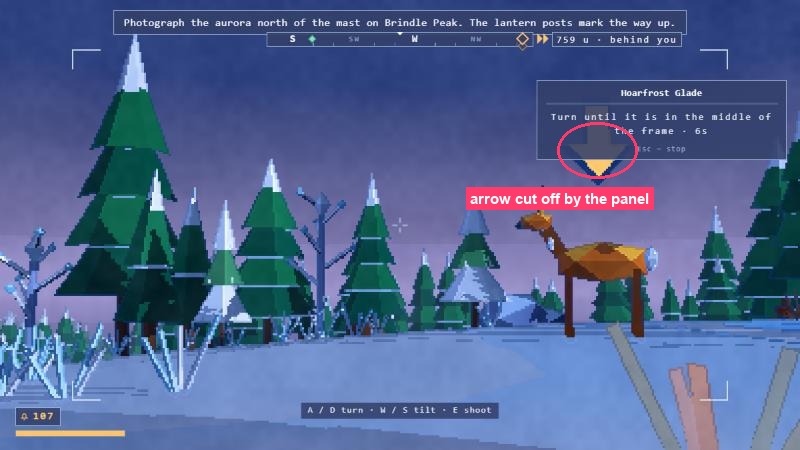 Photograph the aurora north of the mast on Brindle Peak. The lantern posts mark the way up.
S SW W NW
759 u · behind you
Hoarfrost Glade
Turn until it is in the middle of
the frame · 6s
esc — stop
arrow cut off by the panel
A / D turn · W / S tilt · E shoot
107